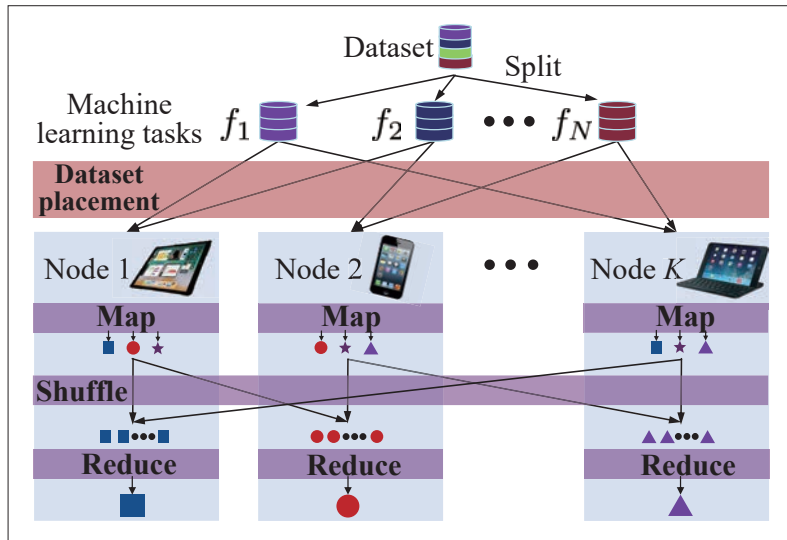 Dataset
Split
Machine
learning tasks
f1
f2
fN
Dataset
placement
Node 1
Node 2
Node K
Map
Map
Map
Shuffle
Reduce
Reduce
Reduce